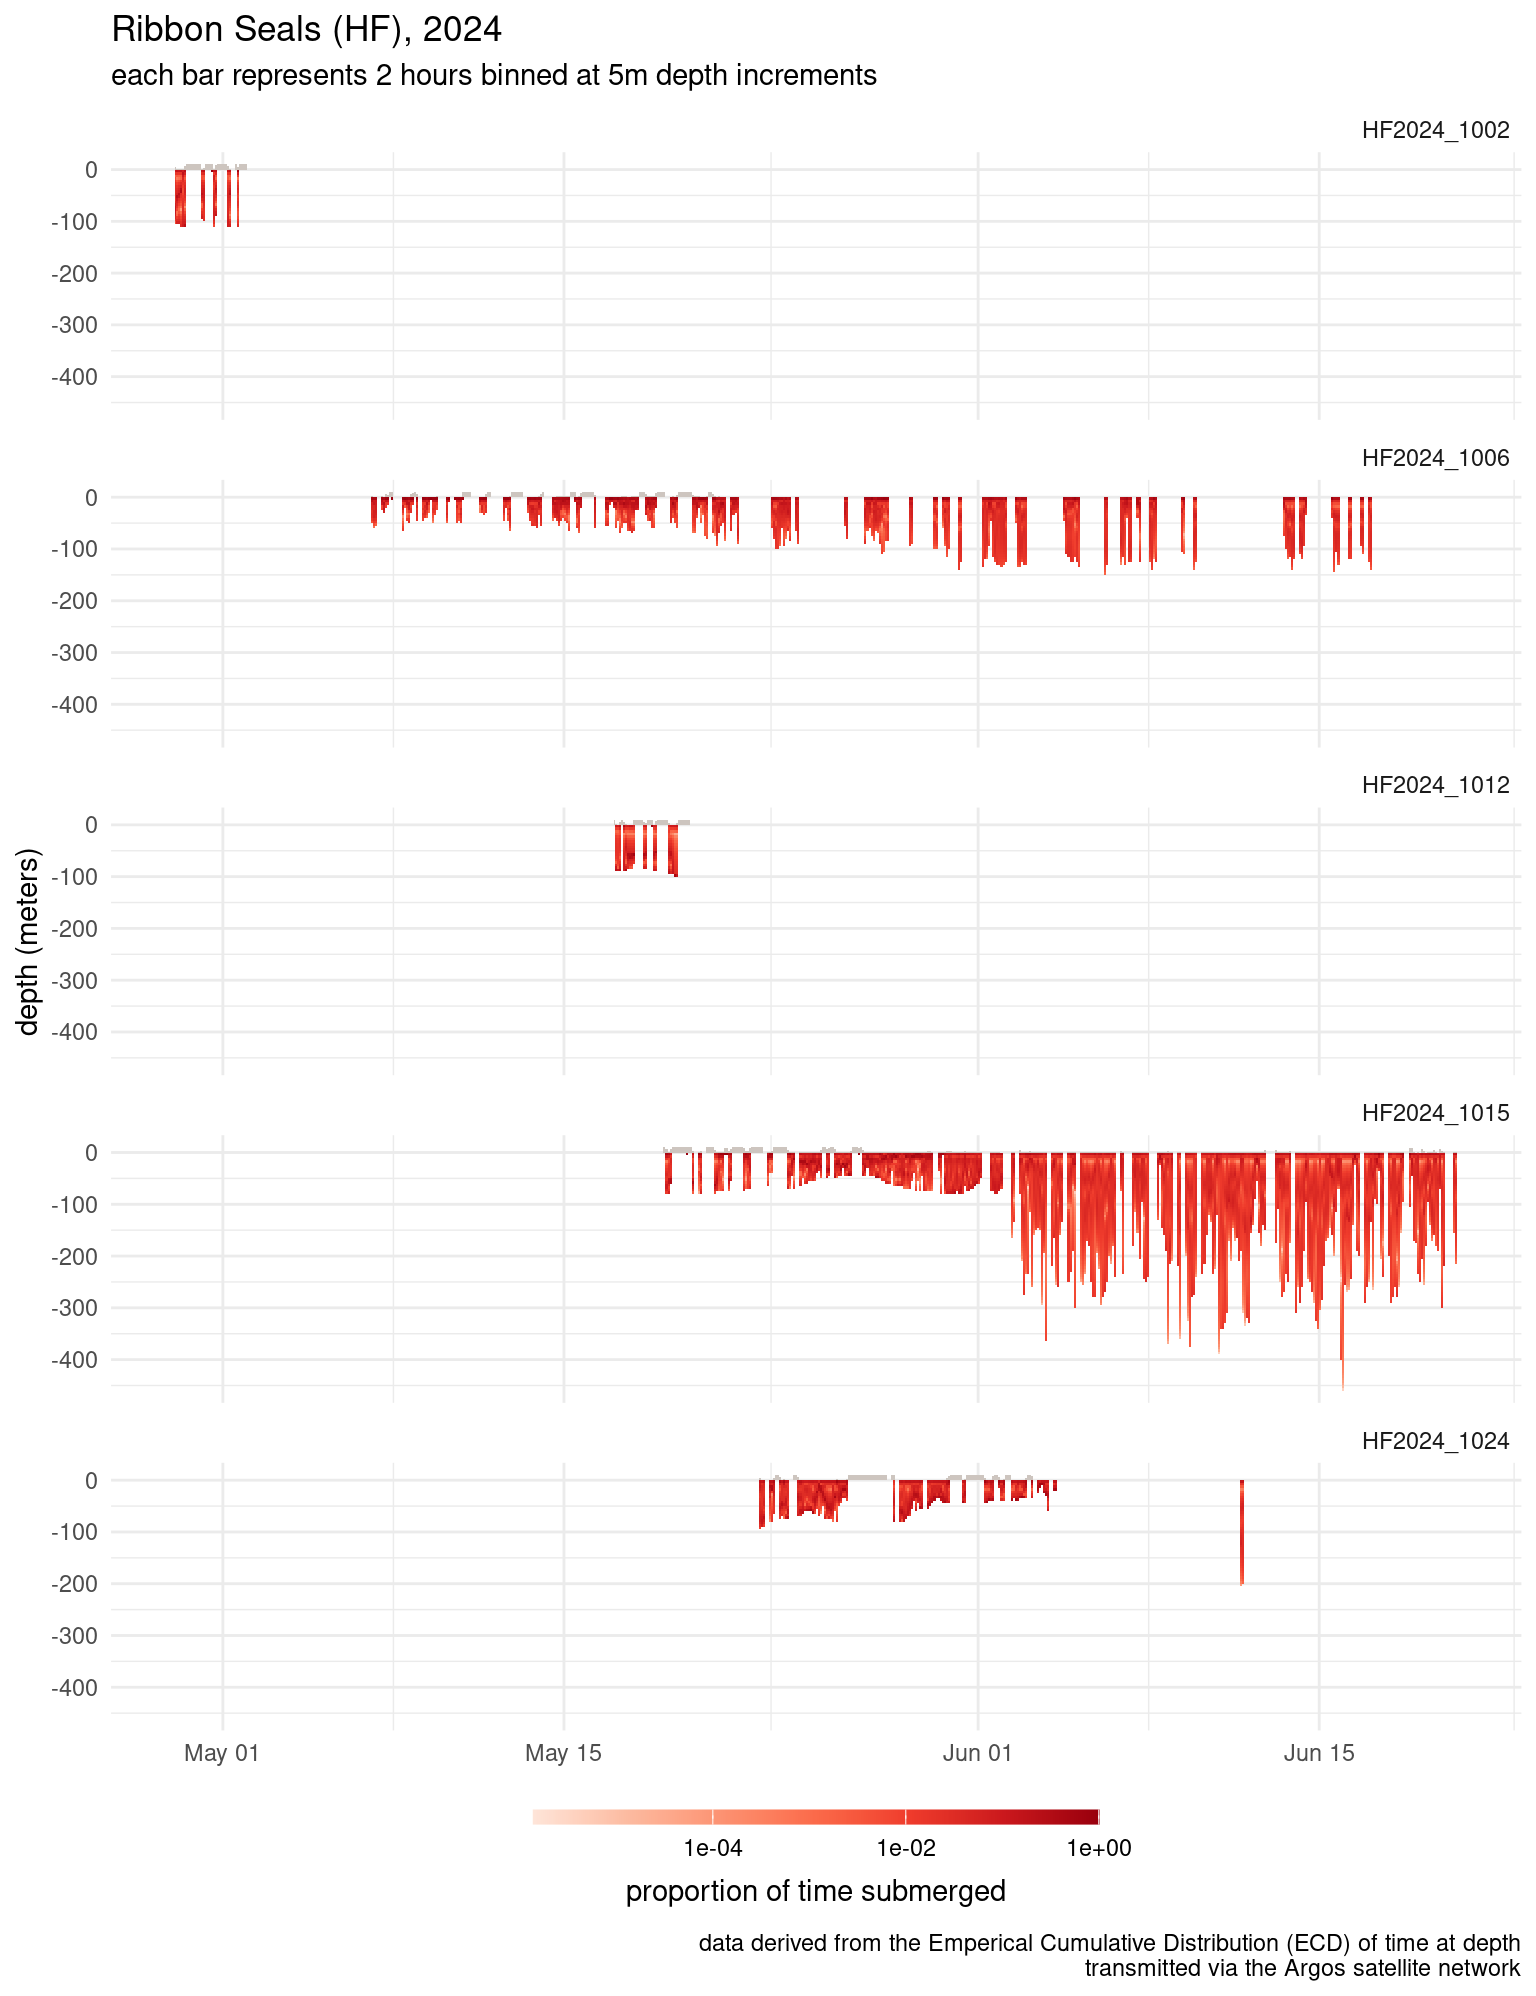 Ribbon Seals (HF), 2024
each bar represents 2 hours binned at 5m depth increments
HF2024_1002
0
-100
-200
-300
-400
HF2024_1006
0
-100
-200
-300
-400
HF2024_1012
0
-100
-200
-300
-400
depth (meters)
HF2024_1015
0
-100
-200
-300
-400
HF2024_1024
0
-100
-200
-300
-400
May 01 May 15 Jun 01 Jun 15
1e-04 1e-02 1e+00
proportion of time submerged
data derived from the Emperical Cumulative Distribution (ECD) of time at depth
transmitted via the Argos satellite network